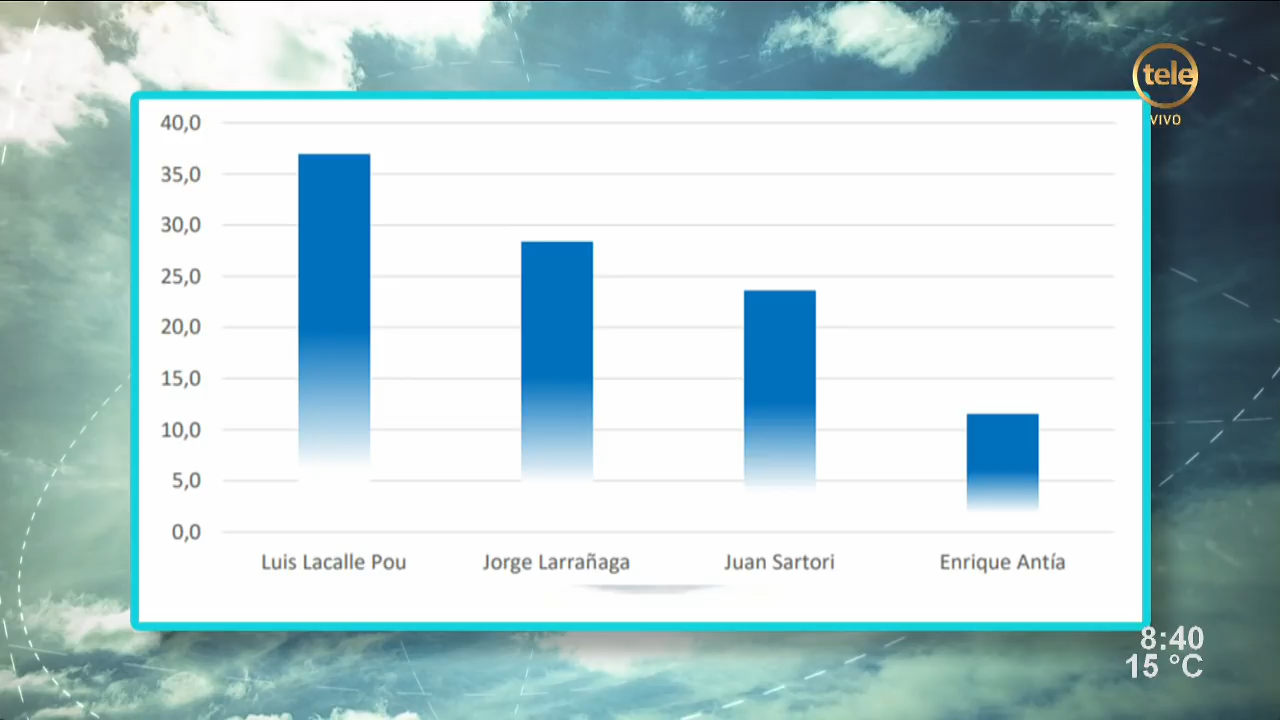 tele
VIVO
40,0
35,0
30,0
25,0
20,0
15,0
10,0
5,0
0,0
Luis Lacalle Pou
Jorge Larrañaga
Juan Sartori
Enrique Antía
8:40
15 °C